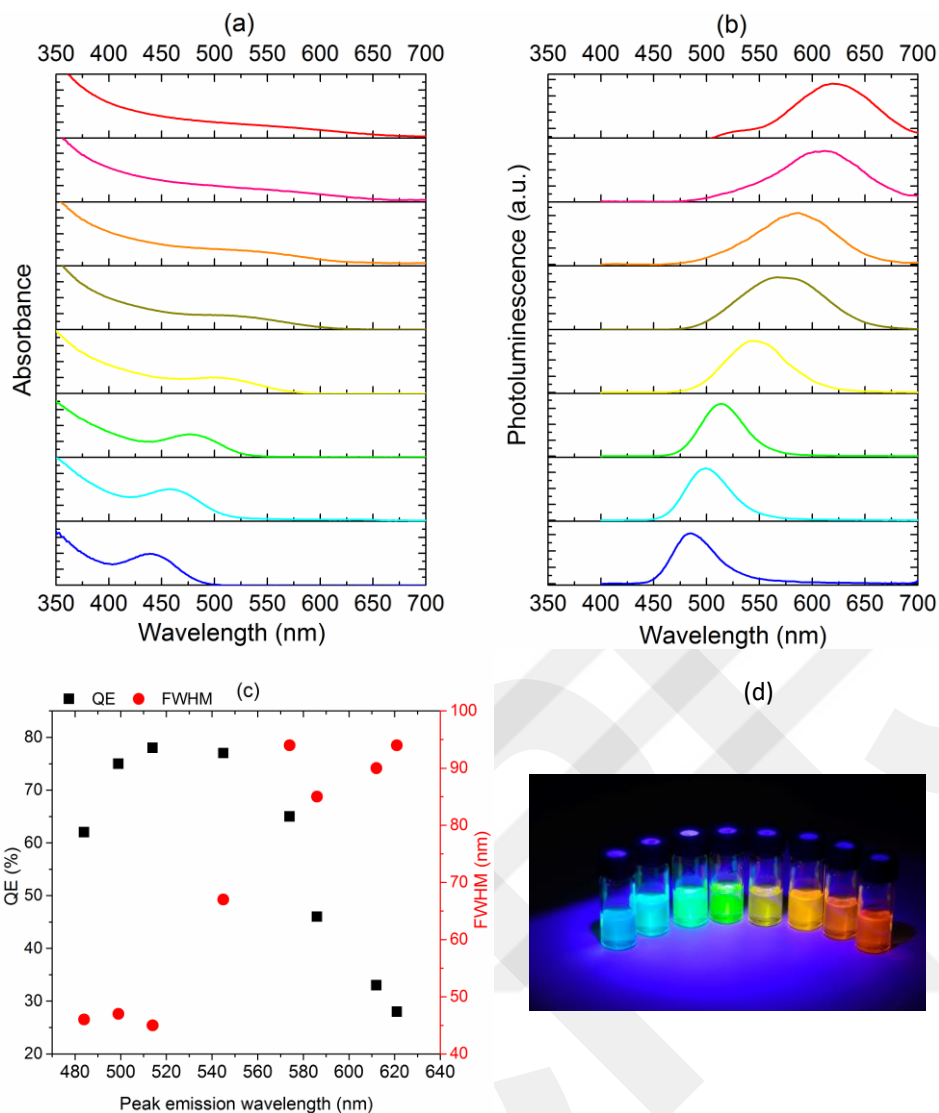 (a)
(b)
350 400 450 500 550 600 650 700
350 400 450 500 550 600 650 700
Absorbance
Photoluminescence (a.u.)
350 400 450 500 550 600 650 700
350 400 450 500 550 600 650 700
Wavelength (nm)
Wavelength (nm)
(c)
(d)
QE FWHM
80
70
60
50
40
30
20
QE (%)
100
90
80
70
60
50
40
FWHM (nm)
480 500 520 540 560 580 600 620 640
Peak emission wavelength (nm)